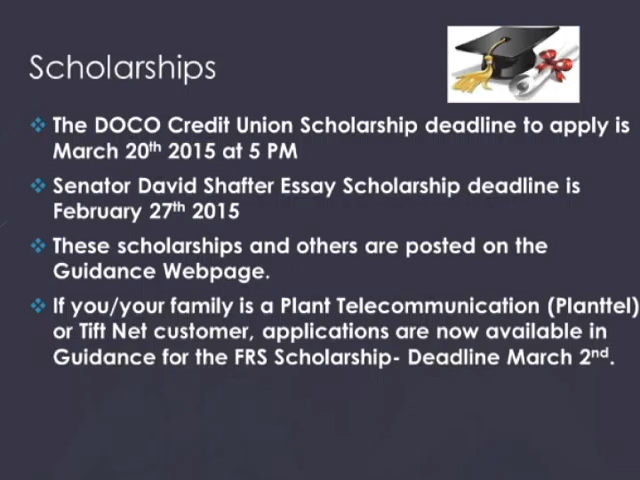 Scholarships
The DOCO Credit Union Scholarship deadline to apply is
March 20th 2015 at 5 PM
Senator David Shafter Essay Scholarship deadline is
February 27th 2015
These scholarships and others are posted on the
Guidance Webpage.
If you/your family is a Plant Telecommunication (Planttel)
or Tift Net customer, applications are now available in
Guidance for the FRS Scholarship- Deadline March 2nd.